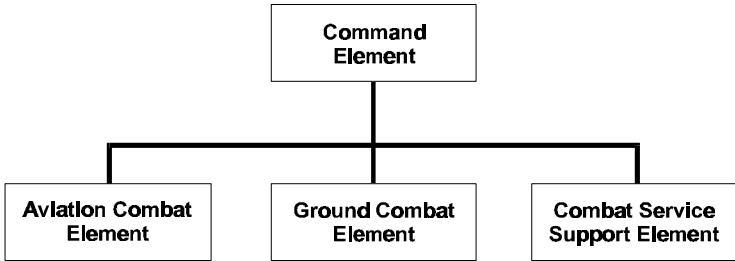 Command
Element
Aviation Combat
Element
Ground Combat
Element
Combat Service
Support Element